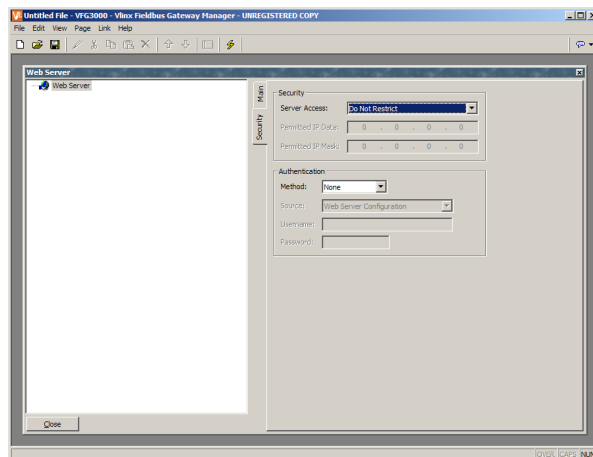 Untitled File - VFG3000 - Vlinx Fieldbus Gateway Manager - UNREGISTERED COPY
File Edit View Page Link Help
Web Server
Web Server
Main
Security
Security
Server Access: Do Not Restrict
Permitted IP Data: 0 . 0 . 0 . 0
Permitted IP Mask: 0 . 0 . 0 . 0
Authentication
Method: None
Source: Web Server Configuration
Username:
Password:
Close
OVER CAPS NUM